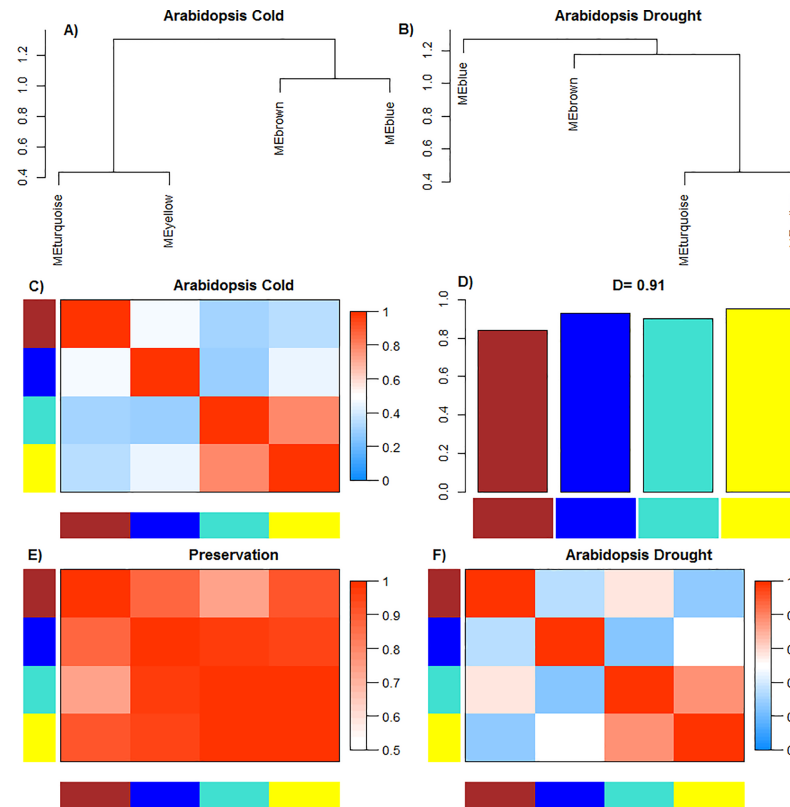 Arabidopsis Cold
A)
0.4 0.6 0.8 1.0 1.2
MEturquoise
MEyellow
MEbrown
MEblue
Arabidopsis Drought
B)
0.4 0.6 0.8 1.0 1.2
MEblue
MEbrown
MEturquoise
C)
Arabidopsis Cold
1
0.8
0.6
0.4
0.2
0
D)
D= 0.91
0.0 0.2 0.4 0.6 0.8 1.0
E)
Preservation
1
0.9
0.8
0.7
0.6
0.5
F)
Arabidopsis Drought
1